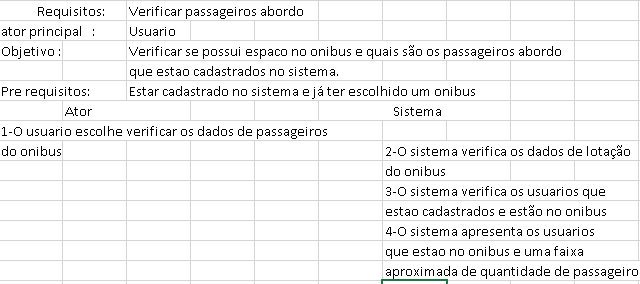 Requisitos: Verificar passageiros abordo
ator principal : Usuario
Objetivo : Verificar se possui espaco no onibus e quais são os passageiros abordo
que estao cadastrados no sistema.
Pre requisitos: Estar cadastrado no sistema e já ter escolhido um onibus
Ator Sistema
1-O usuario escolhe verificar os dados de passageiros
do onibus 2-O sistema verifica os dados de lotação
do onibus
3-O sistema verifica os usuarios que
estao cadastrados e estão no onibus
4-O sistema apresenta os usuarios
que estao no onibus e uma faixa
aproximada de quantidade de passageiro